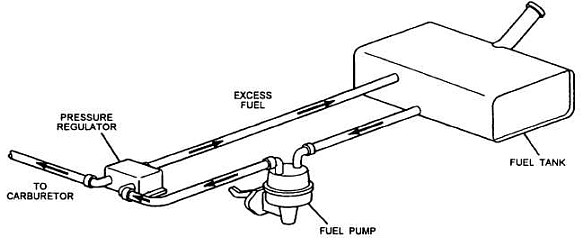 EXCESS
FUEL
PRESSURE
REGULATOR
FUEL TANK
TO
CARBURETOR
FUEL PUMP